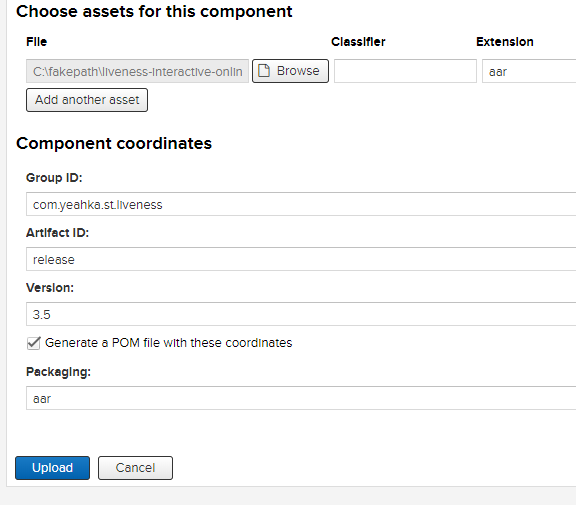 Choose assets for this component
File Classifier Extension
C:\fakepath\liveness-interactive-onlin Browse aar
Add another asset
Component coordinates
Group ID:
com.yeahka.st.liveness
Artifact ID:
release
Version:
3.5
Generate a POM file with these coordinates
Packaging:
aar
Upload Cancel